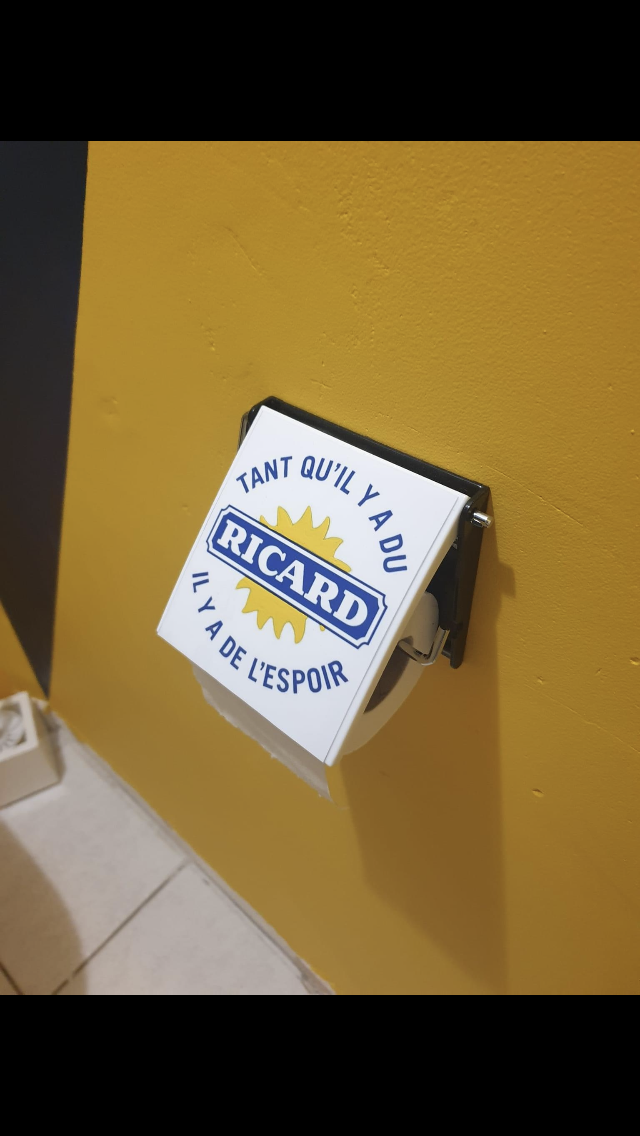 TANT QU'IL Y A DU
RICARD
IL Y A DE L'ESPOIR